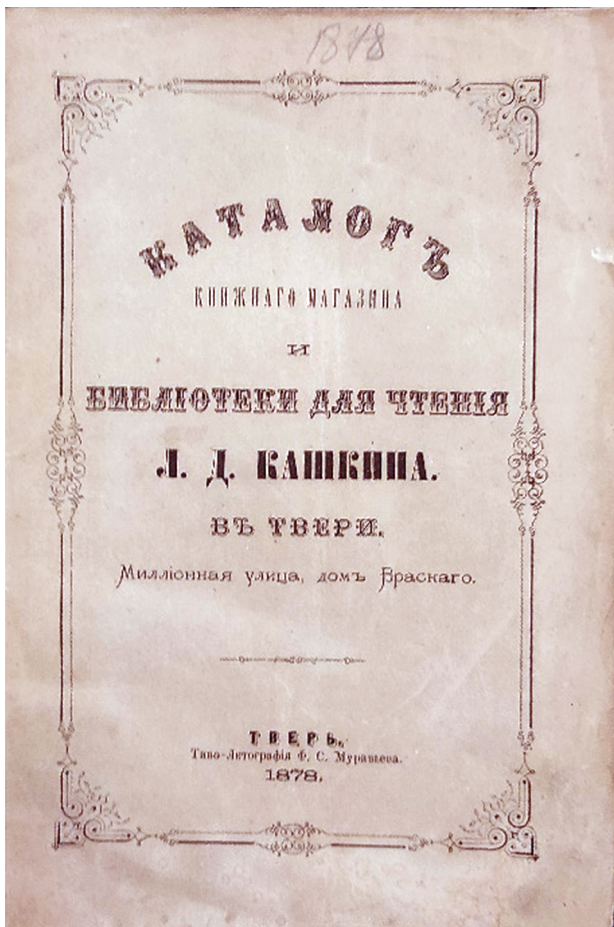 1878
КАТАЛОГЪ
КНИЖНАГО МАГАЗИНА
И
БИБЛІОТЕКИ ДЛЯ ЧТЕНІЯ
Л. Д. КАШКИНА.
ВЪ ТВЕРИ.
Милліонная улица, домъ Враскаго.
ТВЕРЬ.
Типо-Литографія Ф. С. Муравьева.
1878.